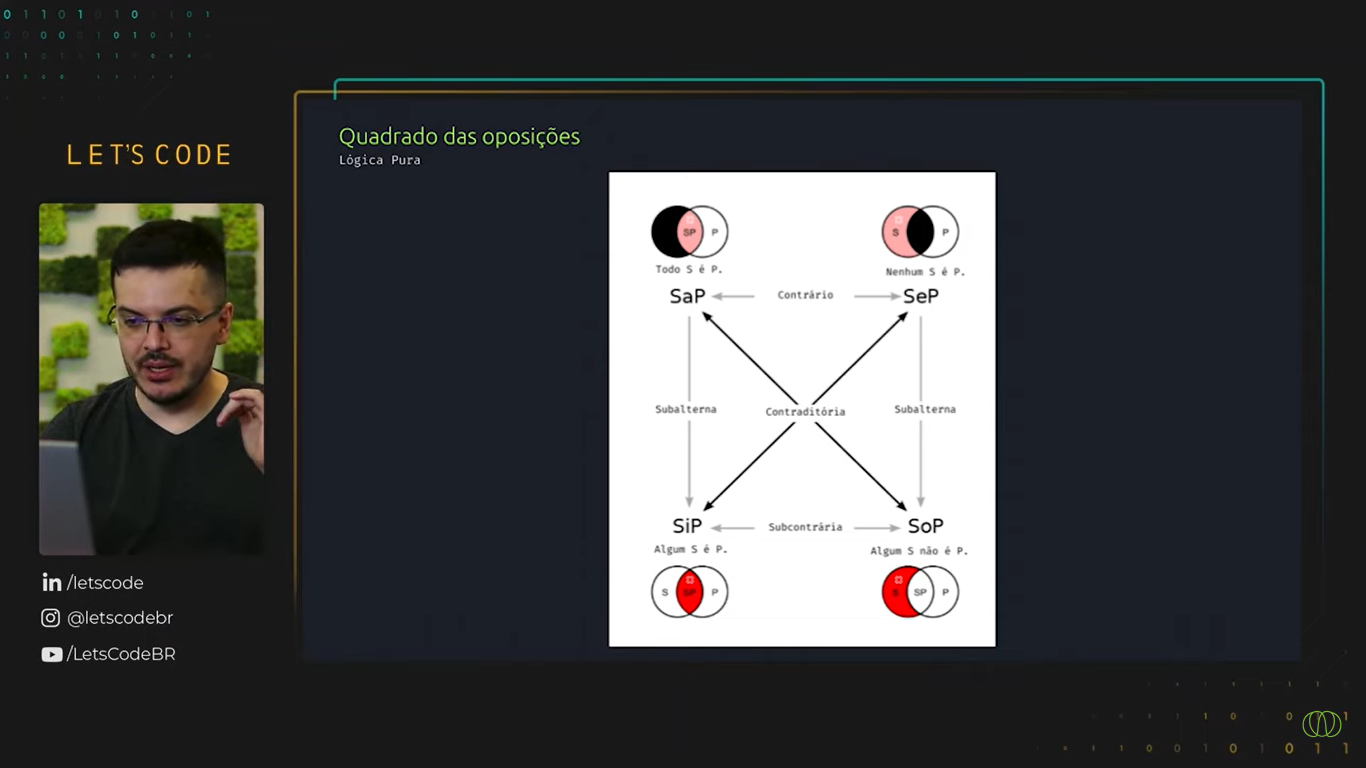 LET'S CODE
Quadrado das oposições
Lógica Pura
SP P
S P
Todo S é P.
Nenhum S é P.
SaP
Contrário
SeP
Subalterna
Contraditória
Subalterna
SiP
Subcontrária
SoP
Algum S é P.
Algum S não é P.
S SP P
S SP P
in /letscode
@letscodebr
/LetsCodeBR